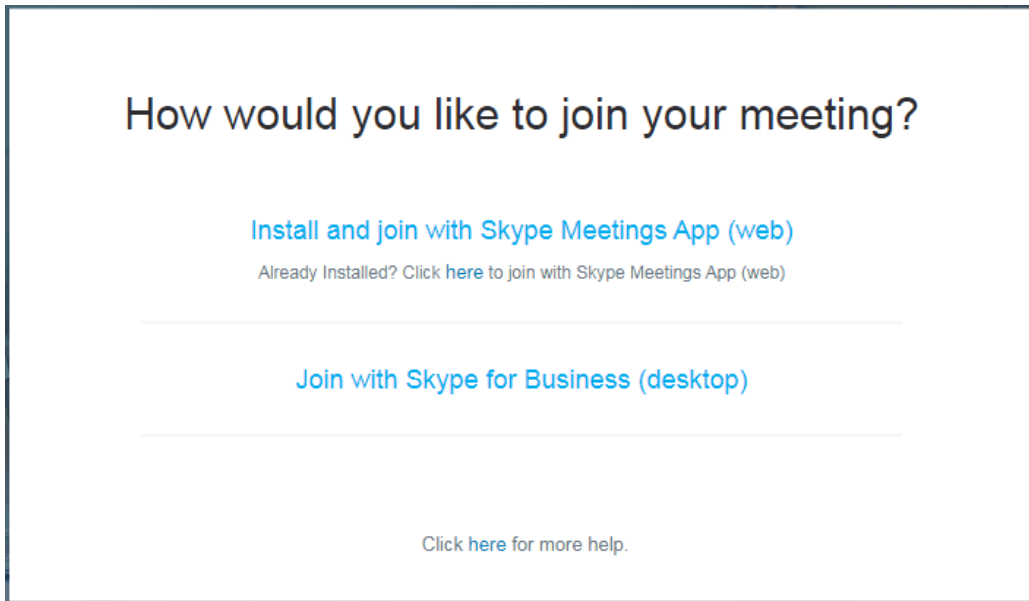 How would you like to join your meeting?
Install and join with Skype Meetings App (web)
Already Installed? Click here to join with Skype Meetings App (web)
Join with Skype for Business (desktop)
Click here for more help.